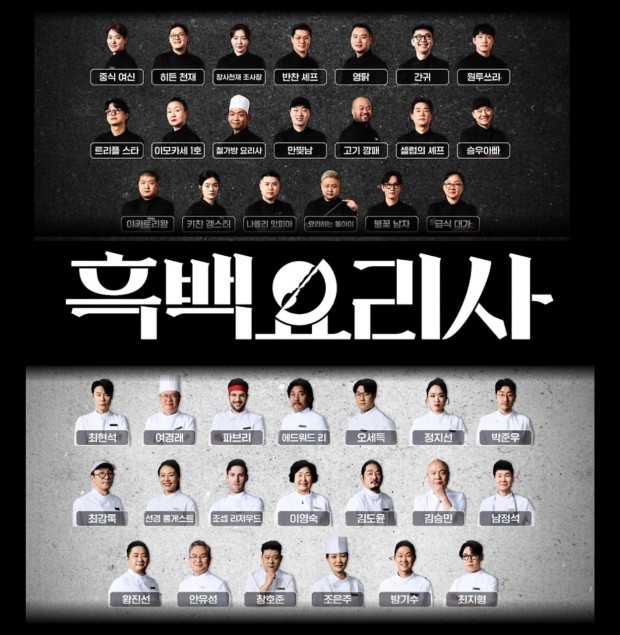 중식 여신 히든 천재 장사천재 조사장 반찬 셰프 영탉 간귀 원투쓰리
트리플 스타 이모카세 1호 철가방 요리사 만찢남 고기 깡패 셀럽의 셰프 승우아빠
야키토리왕 키친 갱스터 나폴리 맛피아 요리하는 돌아이 불꽃 남자 급식 대가
흑백요리사
최현석 여경래 파브리 에드워드 리 오세득 정지선 박준우
최강록 선경 롱게스트 조셉 리저우드 이영숙 김도윤 김승민 남정석
황진선 안유성 장호준 조은주 방기수 최지형